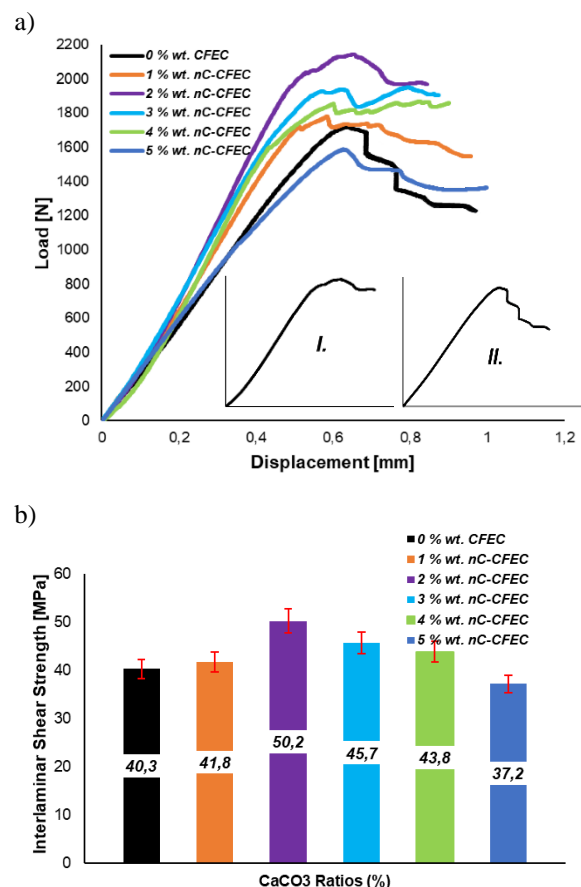 a)
2200
2000
1800
1600
1400
1200
1000
800
600
400
200
0
Load [N]
0 % wt. CFEC
1 % wt. nC-CFEC
2 % wt. nC-CFEC
3 % wt. nC-CFEC
4 % wt. nC-CFEC
5 % wt. nC-CFEC
I.
II.
0
0,2
0,4
0,6
0,8
1
1,2
Displacement [mm]
b)
0 % wt. CFEC
1 % wt. nC-CFEC
2 % wt. nC-CFEC
3 % wt. nC-CFEC
4 % wt. nC-CFEC
5 % wt. nC-CFEC
60
50
40
30
20
10
0
Interlaminar Shear Strength [MPa]
40,3
41,8
50,2
45,7
43,8
37,2
CaCO3 Ratios (%)